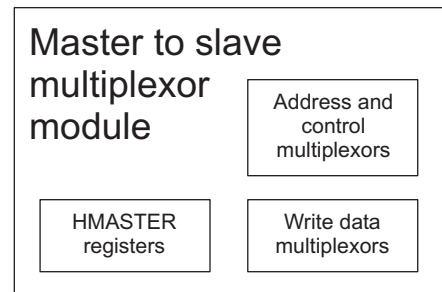 Master to slave
multiplexor
module
Address and
control
multiplexors
HMASTER
registers
Write data
multiplexors